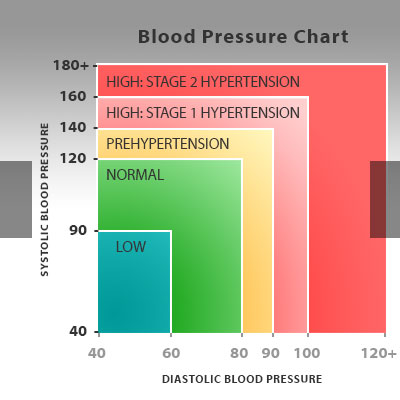 Blood Pressure Chart
180+
HIGH: STAGE 2 HYPERTENSION
160
HIGH: STAGE 1 HYPERTENSION
140
PREHYPERTENSION
120
NORMAL
90
LOW
40
SYSTOLIC BLOOD PRESSURE
40 60 80 90 100 120+
DIASTOLIC BLOOD PRESSURE